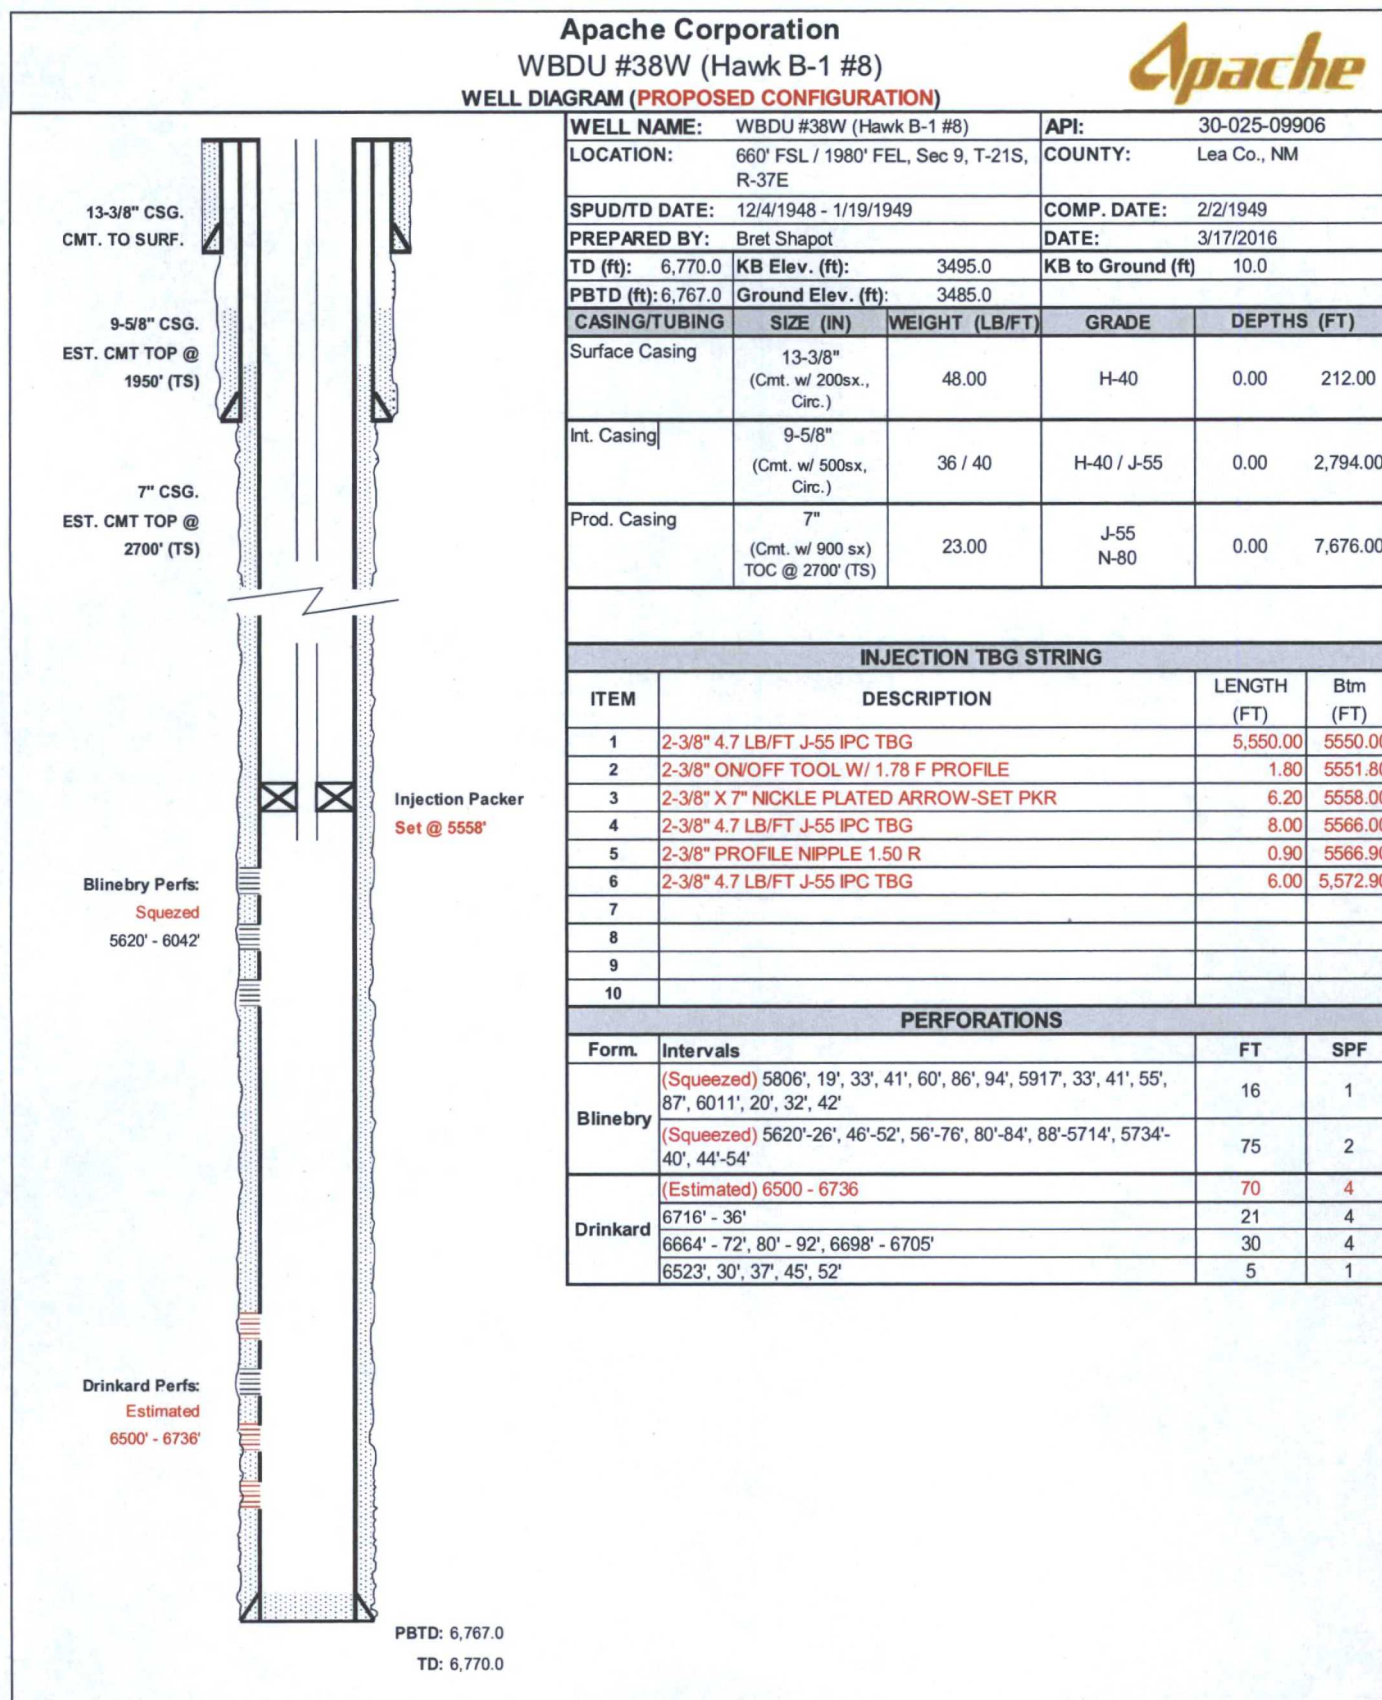 Apache Corporation
WBDU #38W (Hawk B-1 #8)
WELL DIAGRAM (PROPOSED CONFIGURATION)
Apache
WELL NAME: WBDU #38W (Hawk B-1 #8) API: 30-025-09906
LOCATION: 660' FSL / 1980' FEL, Sec 9, T-21S, COUNTY: Lea Co., NM
R-37E
SPUD/TD DATE: 12/4/1948 - 1/19/1949 COMP. DATE: 2/2/1949
PREPARED BY: Bret Shapot DATE: 3/17/2016
TD (ft): 6,770.0 KB Elev. (ft): 3495.0 KB to Ground (ft) 10.0
PBTD (ft): 6,767.0 Ground Elev. (ft): 3485.0
CASING/TUBING SIZE (IN) WEIGHT (LB/FT) GRADE DEPTHS (FT)
Surface Casing 13-3/8"
(Cmt. w/ 200sx., 48.00 H-40 0.00 212.00
Circ.)
Int. Casing 9-5/8"
(Cmt. w/ 500sx, 36 / 40 H-40 / J-55 0.00 2,794.00
Circ.)
Prod. Casing 7"
(Cmt. w/ 900 sx) 23.00 J-55 0.00 7,676.00
TOC @ 2700' (TS) N-80
13-3/8" CSG.
CMT. TO SURF.
9-5/8" CSG.
EST. CMT TOP @
1950' (TS)
7" CSG.
EST. CMT TOP @
2700' (TS)
INJECTION TBG STRING
ITEM DESCRIPTION LENGTH Btm
(FT) (FT)
1 2-3/8" 4.7 LB/FT J-55 IPC TBG 5,550.00 5550.00
2 2-3/8" ON/OFF TOOL W/ 1.78 F PROFILE 1.80 5551.80
3 2-3/8" X 7" NICKLE PLATED ARROW-SET PKR 6.20 5558.00
4 2-3/8" 4.7 LB/FT J-55 IPC TBG 8.00 5566.00
5 2-3/8" PROFILE NIPPLE 1.50 R 0.90 5566.90
6 2-3/8" 4.7 LB/FT J-55 IPC TBG 6.00 5,572.90
7
8
9
10
Injection Packer
Set @ 5558'
Blinebry Perfs:
Squezed
5620' - 6042'
PERFORATIONS
Form. Intervals FT SPF
Blinebry
(Squeezed) 5806', 19', 33', 41', 60', 86', 94', 5917', 33', 41', 55', 16 1
87', 6011', 20', 32', 42'
(Squeezed) 5620'-26', 46'-52', 56'-76', 80'-84', 88'-5714', 5734'- 75 2
40', 44'-54'
Drinkard
(Estimated) 6500 - 6736 70 4
6716' - 36' 21 4
6664' - 72', 80' - 92', 6698' - 6705' 30 4
6523', 30', 37', 45', 52' 5 1
Drinkard Perfs:
Estimated
6500' - 6736'
PBTD: 6,767.0
TD: 6,770.0